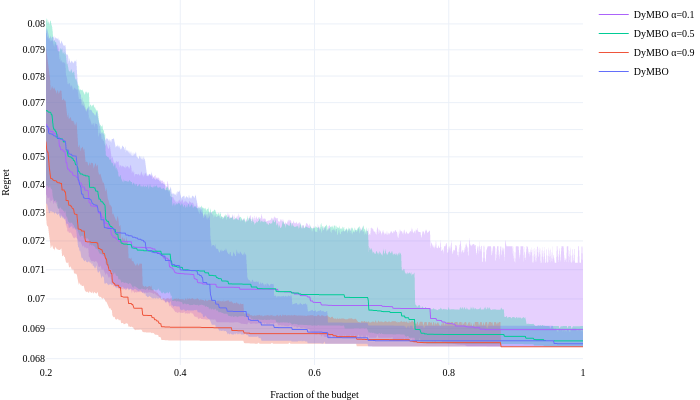 DyMBO α=0.1
DyMBO α=0.5
DyMBO α=0.9
DyMBO
0.08
0.079
0.078
0.077
0.076
0.075
0.074
0.073
0.072
0.071
0.07
0.069
0.068
Regret
0.2 0.4 0.6 0.8 1
Fraction of the budget